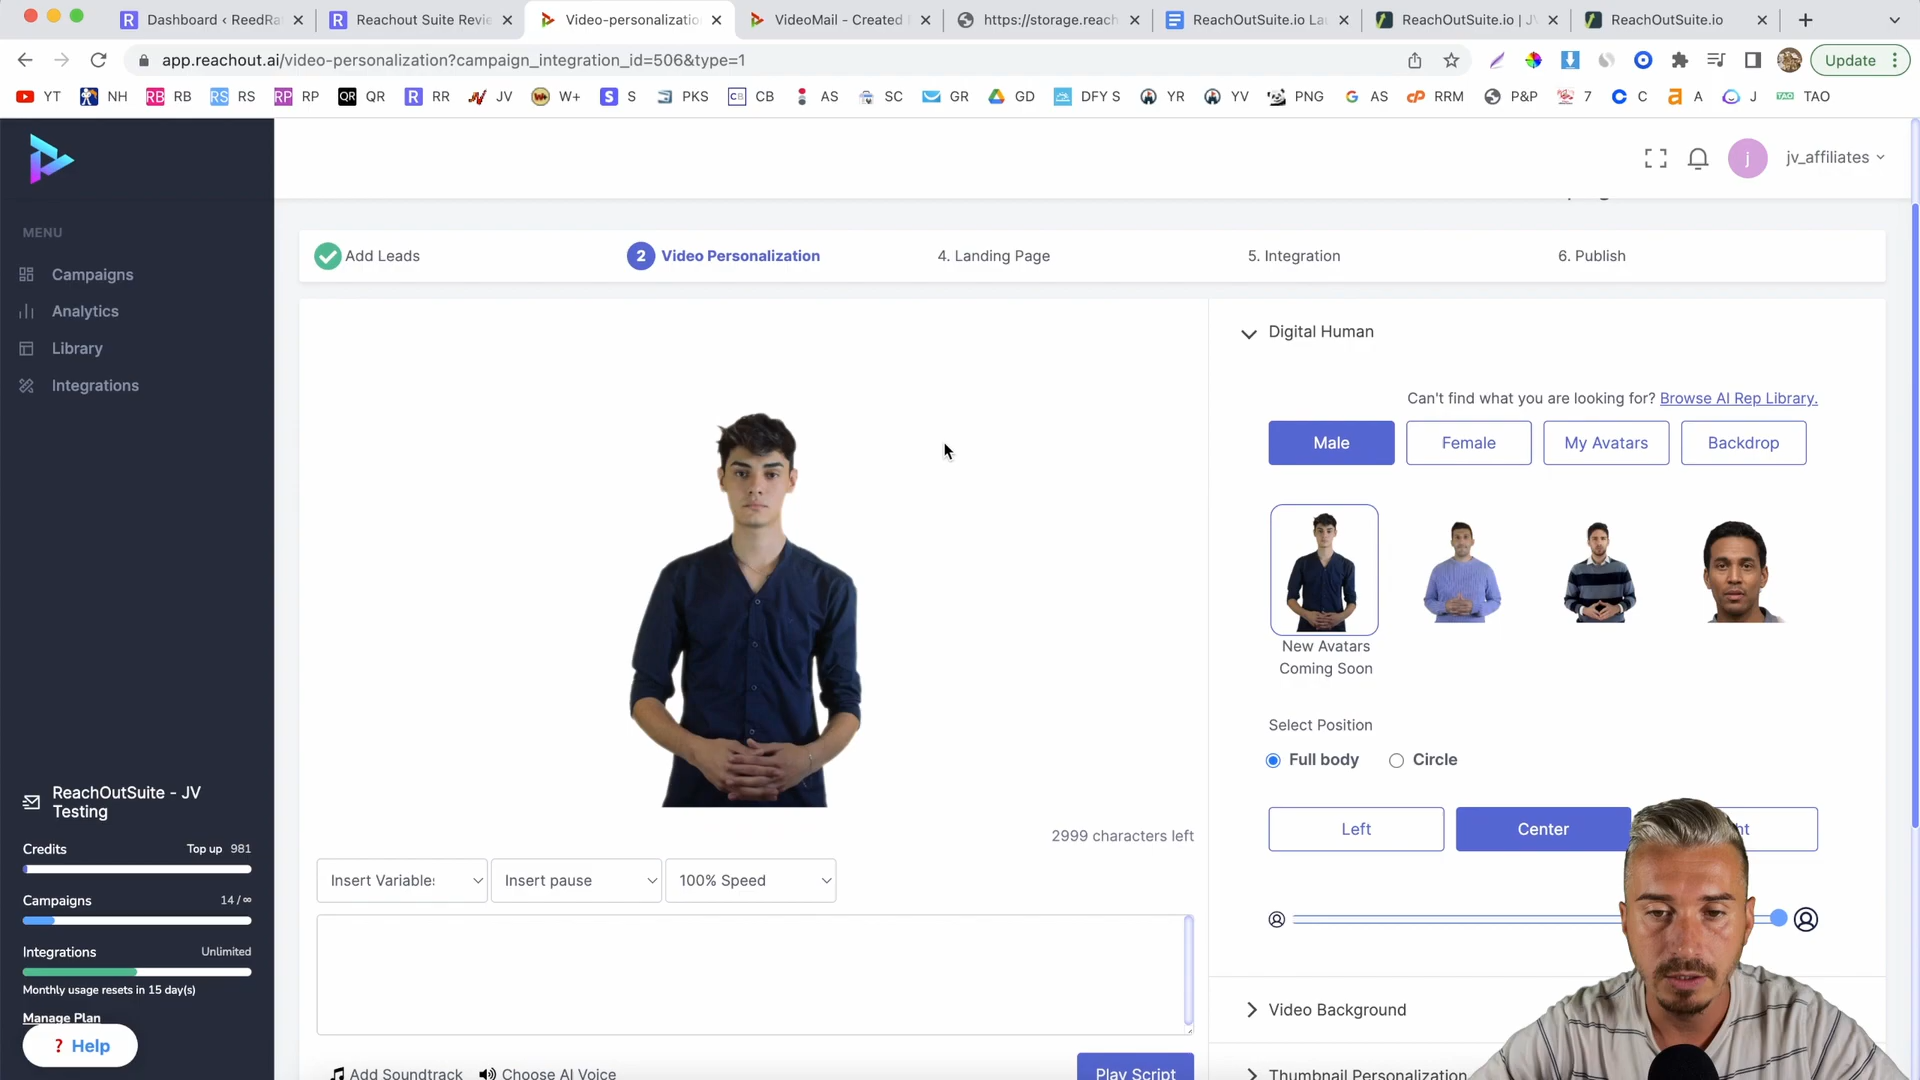 Dashboard ‹ ReedRa
Reachout Suite Revie
Video-personalizatio
VideoMail - Created
https://storage.reach
ReachOutSuite.io La
ReachOutSuite.io | J
ReachOutSuite.io
app.reachout.ai/video-personalization?campaign_integration_id=506&type=1
Update
YT NH RB RS RP QR RR JV W+ S PKS CB AS SC GR GD DFY S YR YV PNG AS RRM P&P 7 C A J TAO
j jv_affiliates
MENU
Campaigns
Analytics
Library
Integrations
Add Leads
2 Video Personalization
4. Landing Page
5. Integration
6. Publish
Digital Human
Can't find what you are looking for? Browse AI Rep Library.
Male
Female
My Avatars
Backdrop
New Avatars
Coming Soon
Select Position
Full body
Circle
Left
Center
ht
2999 characters left
Insert Variable:
Insert pause
100% Speed
Video Background
Thumbnail Personalization
Add Soundtrack
Choose AI Voice
Play Script
ReachOutSuite - JV
Testing
Credits Top up 981
Campaigns 14 / ∞
Integrations Unlimited
Monthly usage resets in 15 day(s)
Manage Plan
? Help